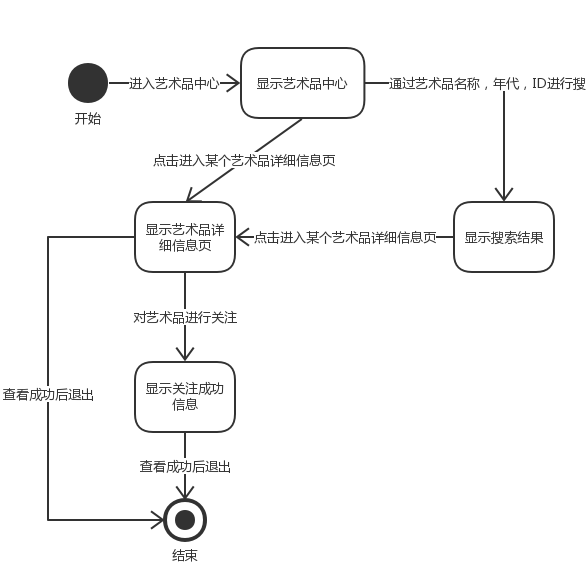 进入艺术品中心
显示艺术品中心
通过艺术品名称，年代，ID进行搜
开始
点击进入某个艺术品详细信息页
显示艺术品详
细信息页
点击进入某个艺术品详细信息页
显示搜索结果
对艺术品进行关注
显示关注成功
信息
查看成功后退出
查看成功后退出
结束